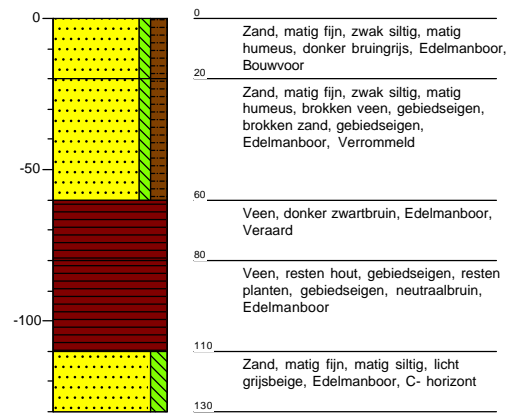 0
0
Zand, matig fijn, zwak siltig, matig
humeus, donker bruingrijs, Edelmanboor,
Bouwvoor
20
Zand, matig fijn, zwak siltig, matig
humeus, brokken veen, gebiedseigen,
brokken zand, gebiedseigen,
Edelmanboor, Verrommeld
-50
60
Veen, donker zwartbruin, Edelmanboor,
Veraard
80
Veen, resten hout, gebiedseigen, resten
planten, gebiedseigen, neutraalbruin,
Edelmanboor
-100
110
Zand, matig fijn, matig siltig, licht
grijsbeige, Edelmanboor, C- horizont
130